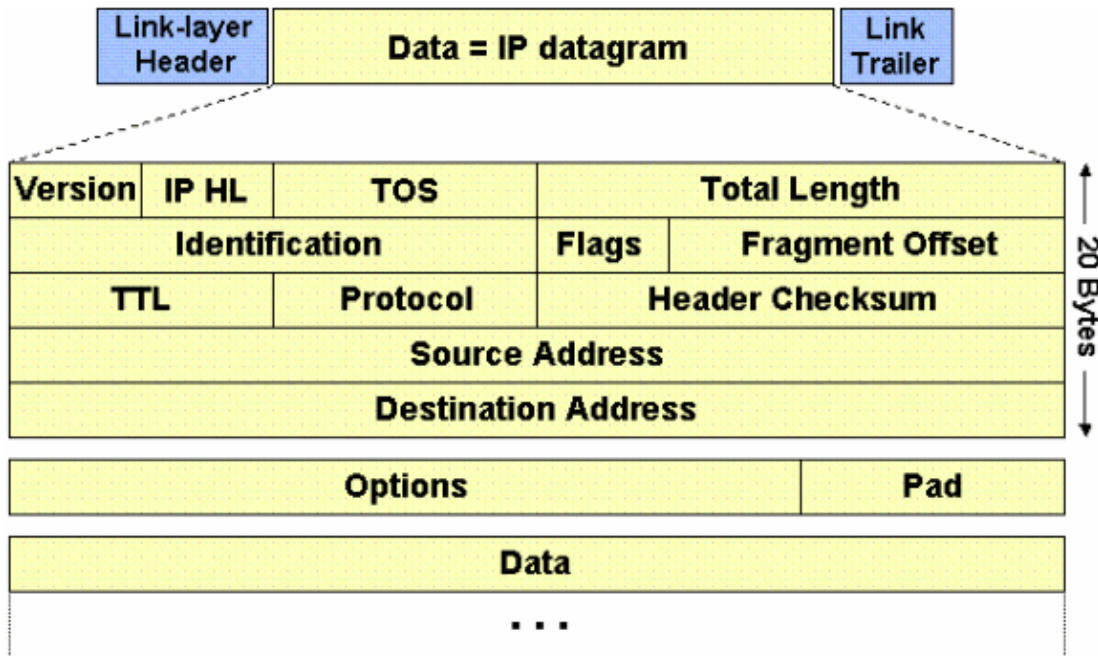 Link-layer
Header
Data = IP datagram
Link
Trailer
Version IP HL TOS Total Length
Identification Flags Fragment Offset
TTL Protocol Header Checksum
Source Address
Destination Address
20 Bytes
Options Pad
Data
. . .